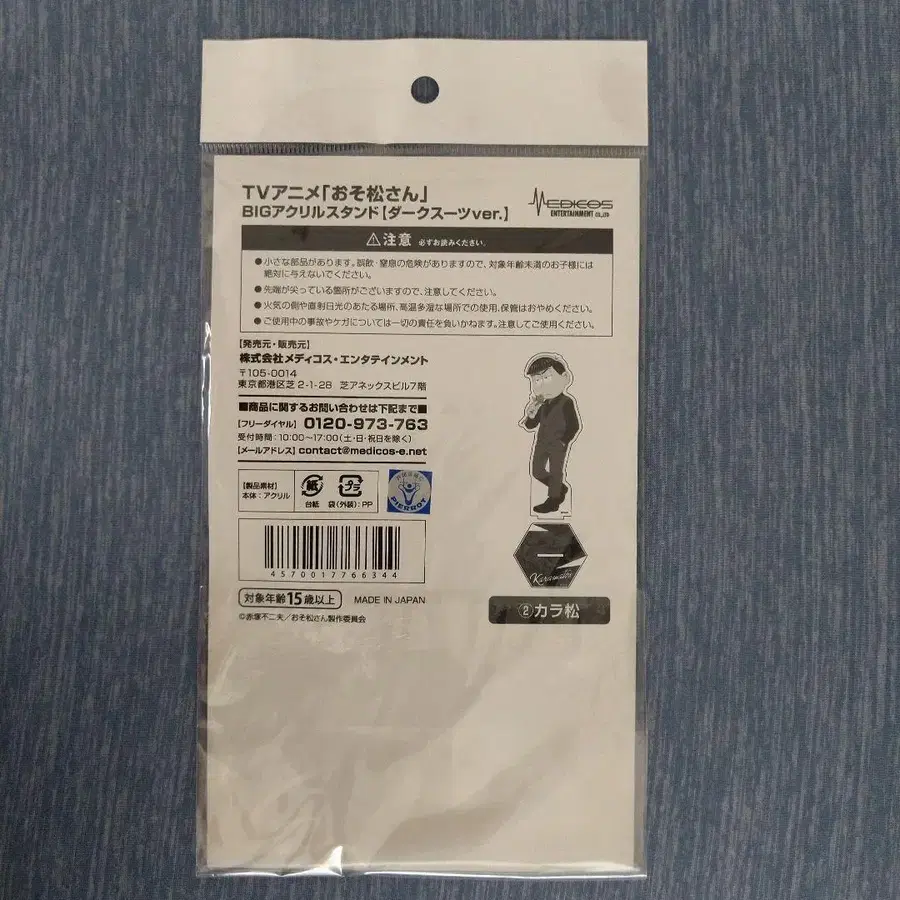 TVアニメ「おそ松さん」
BIGアクリルスタンド【ダークスーツver.】
MEDICOS
ENTERTAINMENT CO.,LTD
注意 必ずお読みください。
●小さな部品があります。誤飲・窒息の危険がありますので、対象年齢未満のお子様には
絶対に与えないでください。
●先端が尖っている箇所がございますので、注意してください。
●火気の側や直射日光のあたる場所、高温多湿な場所での使用、保管はおやめください。
●ご使用中の事故やケガについては一切の責任を負いかねます。注意してご使用ください。
【発売元・販売元】
株式会社メディコス・エンタテインメント
〒105-0014
東京都港区芝2-1-28 芝アネックスビル7階
■商品に関するお問い合わせは下記まで■
【フリーダイヤル】 0120-973-763
受付時間:10:00〜17:00(土・日・祝日を除く)
【メールアドレス】 contact@medicos-e.net
【製品素材】
本体:アクリル
紙
台紙
プラ
袋(外装):PP
PIERROT
4570017766344
対象年齢15歳以上
MADE IN JAPAN
©赤塚不二夫/おそ松さん製作委員会
Karamatsu
②カラ松